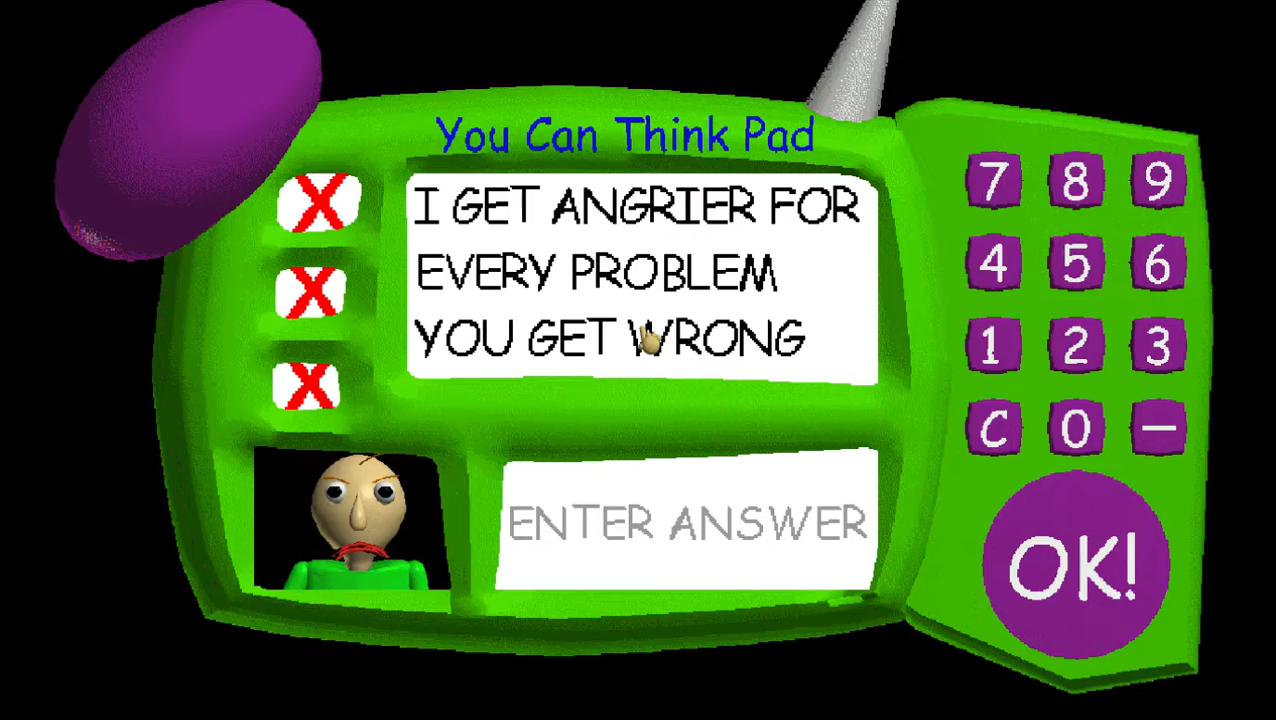 You Can Think Pad
X
X
X
I GET ANGRIER FOR
EVERY PROBLEM
YOU GET WRONG
ENTER ANSWER
7 8 9
4 5 6
1 2 3
C 0 −
OK!